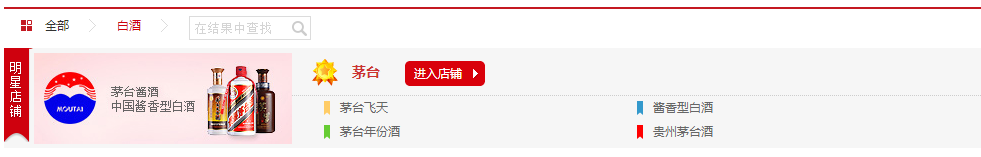 全部
白酒
在结果中查找
明星店铺
MOUTAI
茅台酱酒
中国酱香型白酒
茅台
进入店铺
茅台飞天
酱香型白酒
茅台年份酒
贵州茅台酒